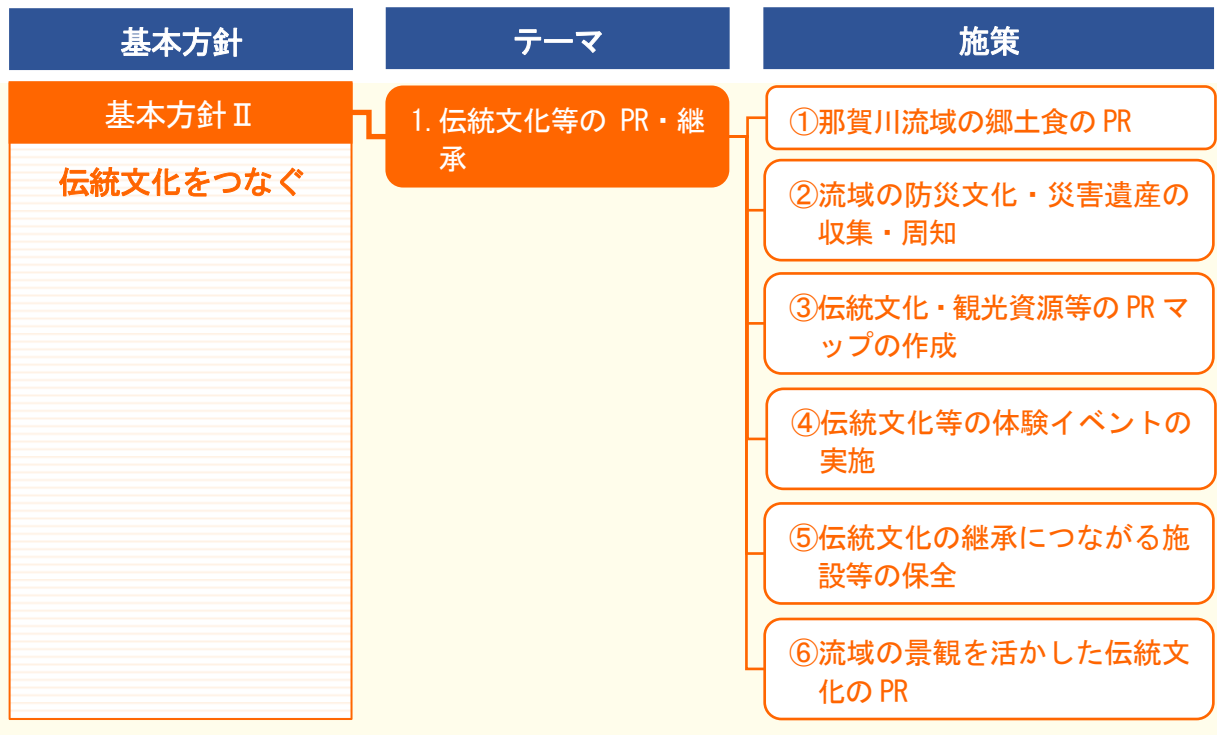 基本方針
テーマ
施策
基本方針Ⅱ
伝統文化をつなぐ
1.伝統文化等の PR・継
承
①那賀川流域の郷土食の PR
②流域の防災文化・災害遺産の
収集・周知
③伝統文化・観光資源等の PR マ
ップの作成
④伝統文化等の体験イベントの
実施
⑤伝統文化の継承につながる施
設等の保全
⑥流域の景観を活かした伝統文
化の PR